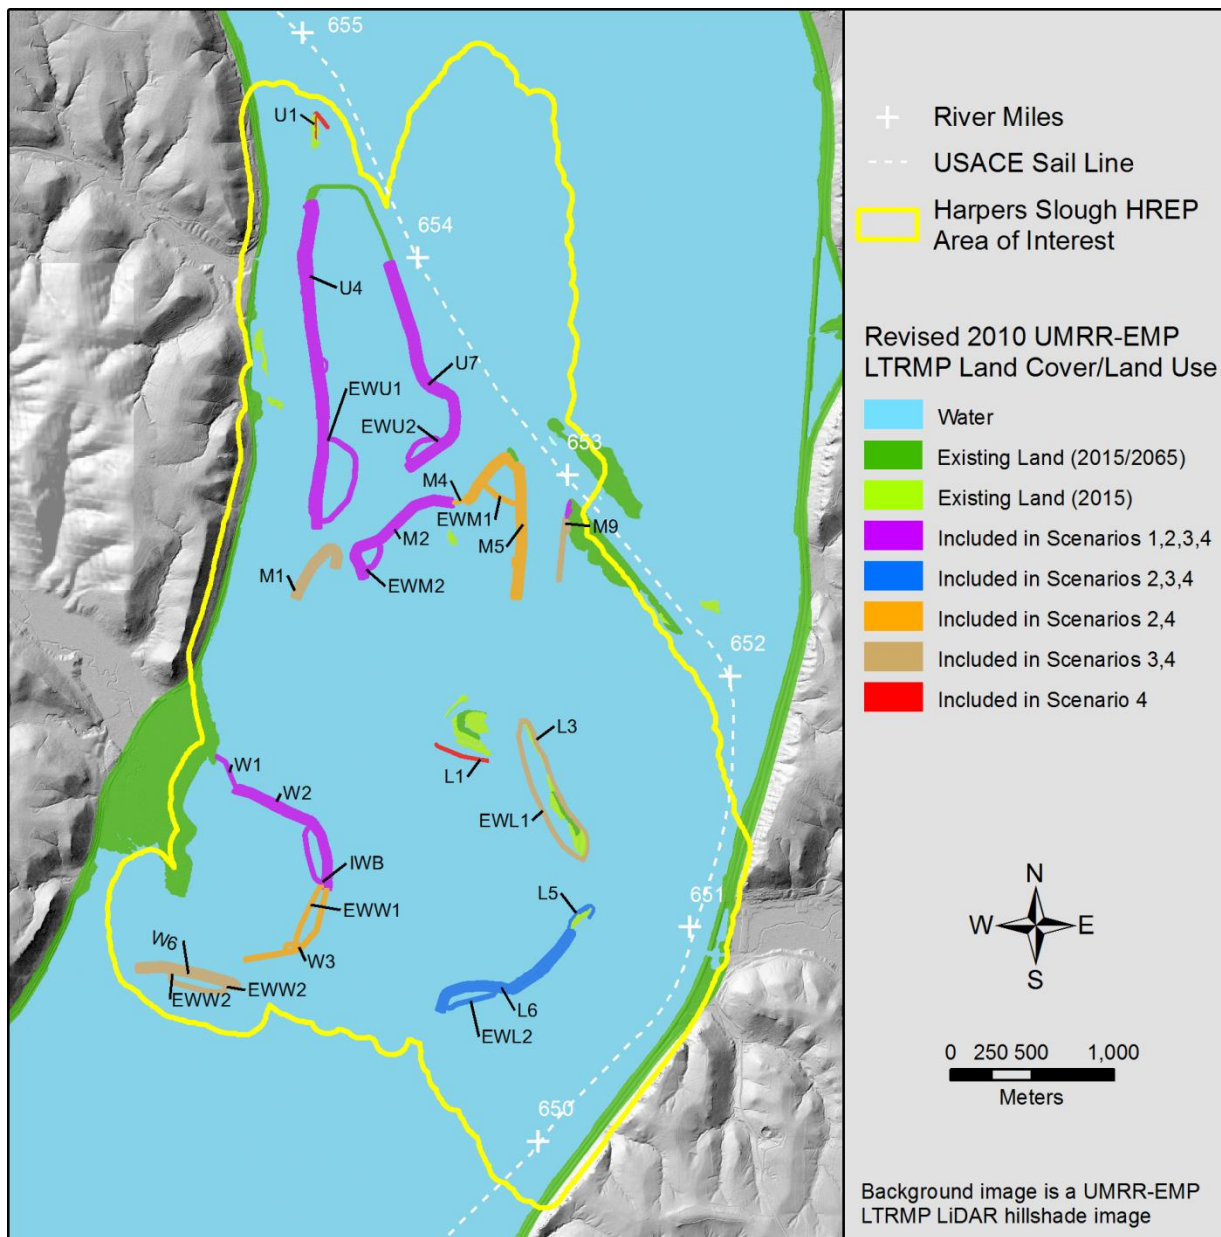 655
U1
654
U4
U7
EWU1
EWU2
653
M4
EWM1
M9
M2
M5
M1
EWM2
652
L3
W1
L1
W2
EWL1
IWB
L5
651
EWW1
W6
W3
EWW2
EWW2
L6
EWL2
650
River Miles
USACE Sail Line
Harpers Slough HREP
Area of Interest
Revised 2010 UMRR-EMP
LTRMP Land Cover/Land Use
Water
Existing Land (2015/2065)
Existing Land (2015)
Included in Scenarios 1,2,3,4
Included in Scenarios 2,3,4
Included in Scenarios 2,4
Included in Scenarios 3,4
Included in Scenario 4
N
W E
S
0 250 500 1,000
Meters
Background image is a UMRR-EMP
LTRMP LiDAR hillshade image